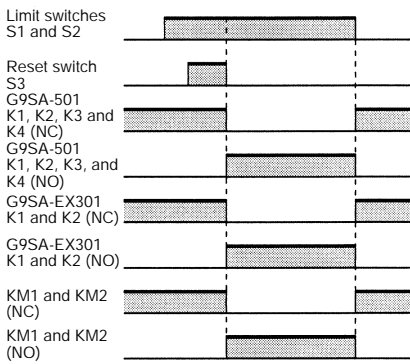 Limit switches
S1 and S2
Reset switch
S3
G9SA-501
K1, K2, K3 and
K4 (NC)
G9SA-501
K1, K2, K3, and
K4 (NO)
G9SA-EX301
K1 and K2 (NC)
G9SA-EX301
K1 and K2 (NO)
KM1 and KM2
(NC)
KM1 and KM2
(NO)